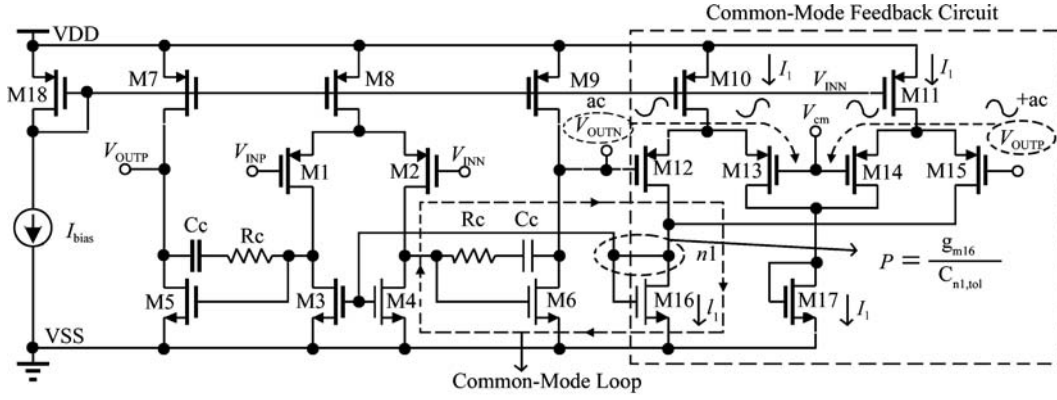 Common-Mode Feedback Circuit
VDD
M18
M7
M8
M9
M10
I1
VINN
M11
I1
ac
VOUTN
Vcm
+ac
VOUTP
VOUTP
VINP
M1
M2
VINN
M12
M13
M14
M15
Ibias
Cc
Rc
Rc
Cc
n1
P = gm16 / Cn1,tol
M5
M3
M4
M6
M16
l1
M17
I1
VSS
Common-Mode Loop